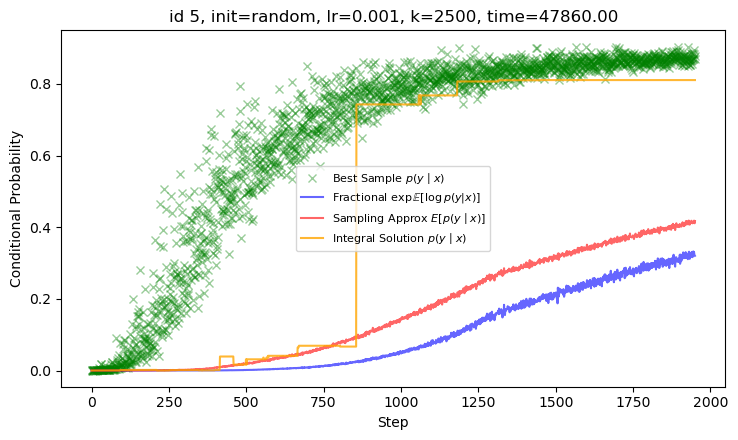 id 5, init=random, lr=0.001, k=2500, time=47860.00
Conditional Probability
0.8
0.6
0.4
0.2
0.0
Best Sample p(y | x)
Fractional exp 𝔼[log p(y|x)]
Sampling Approx E[p(y | x)]
Integral Solution p(y | x)
0 250 500 750 1000 1250 1500 1750 2000
Step